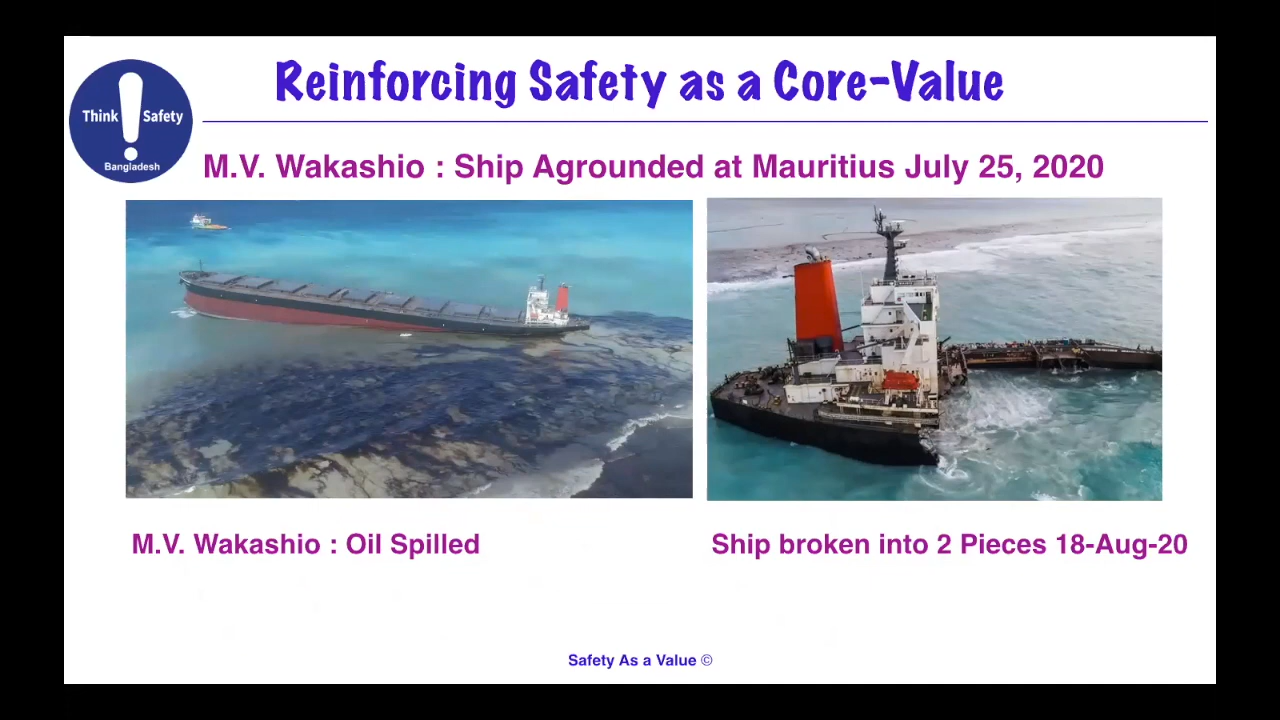 Reinforcing Safety as a Core-Value
Think Safety
Bangladesh
M.V. Wakashio : Ship Agrounded at Mauritius July 25, 2020
M.V. Wakashio : Oil Spilled
Ship broken into 2 Pieces 18-Aug-20
Safety As a Value ©